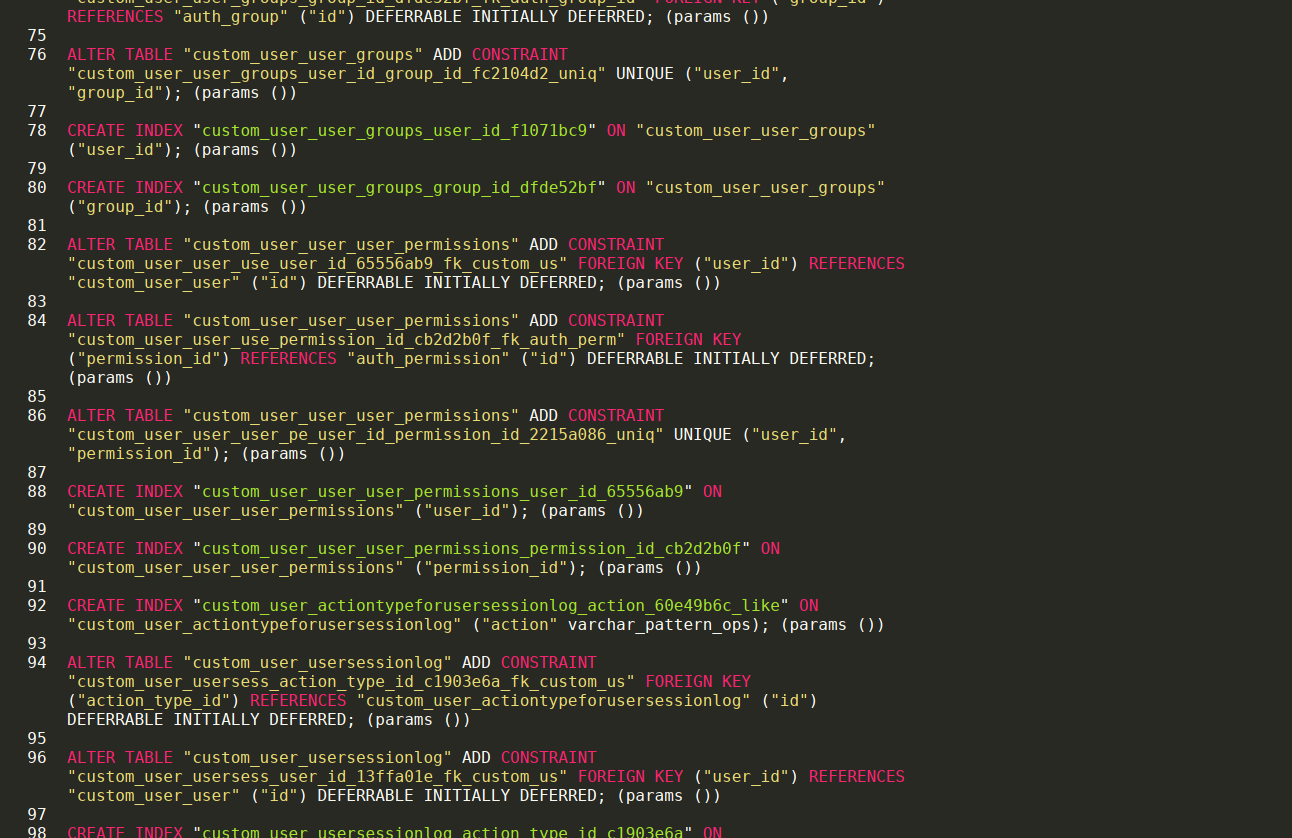 REFERENCES "auth_group" ("id") DEFERRABLE INITIALLY DEFERRED; (params ())
75
76 ALTER TABLE "custom_user_user_groups" ADD CONSTRAINT
"custom_user_user_groups_user_id_group_id_fc2104d2_uniq" UNIQUE ("user_id",
"group_id"); (params ())
77
78 CREATE INDEX "custom_user_user_groups_user_id_f1071bc9" ON "custom_user_user_groups"
("user_id"); (params ())
79
80 CREATE INDEX "custom_user_user_groups_group_id_dfde52bf" ON "custom_user_user_groups"
("group_id"); (params ())
81
82 ALTER TABLE "custom_user_user_user_permissions" ADD CONSTRAINT
"custom_user_user_use_user_id_65556ab9_fk_custom_us" FOREIGN KEY ("user_id") REFERENCES
"custom_user_user" ("id") DEFERRABLE INITIALLY DEFERRED; (params ())
83
84 ALTER TABLE "custom_user_user_user_permissions" ADD CONSTRAINT
"custom_user_user_use_permission_id_cb2d2b0f_fk_auth_perm" FOREIGN KEY
("permission_id") REFERENCES "auth_permission" ("id") DEFERRABLE INITIALLY DEFERRED;
(params ())
85
86 ALTER TABLE "custom_user_user_user_permissions" ADD CONSTRAINT
"custom_user_user_user_pe_user_id_permission_id_2215a086_uniq" UNIQUE ("user_id",
"permission_id"); (params ())
87
88 CREATE INDEX "custom_user_user_user_permissions_user_id_65556ab9" ON
"custom_user_user_user_permissions" ("user_id"); (params ())
89
90 CREATE INDEX "custom_user_user_user_permissions_permission_id_cb2d2b0f" ON
"custom_user_user_user_permissions" ("permission_id"); (params ())
91
92 CREATE INDEX "custom_user_actiontypeforusersessionlog_action_60e49b6c_like" ON
"custom_user_actiontypeforusersessionlog" ("action" varchar_pattern_ops); (params ())
93
94 ALTER TABLE "custom_user_usersessionlog" ADD CONSTRAINT
"custom_user_usersess_action_type_id_c1903e6a_fk_custom_us" FOREIGN KEY
("action_type_id") REFERENCES "custom_user_actiontypeforusersessionlog" ("id")
DEFERRABLE INITIALLY DEFERRED; (params ())
95
96 ALTER TABLE "custom_user_usersessionlog" ADD CONSTRAINT
"custom_user_usersess_user_id_13ffa01e_fk_custom_us" FOREIGN KEY ("user_id") REFERENCES
"custom_user_user" ("id") DEFERRABLE INITIALLY DEFERRED; (params ())
97
98 CREATE INDEX "custom_user_usersessionlog_action_type_id_c1903e6a" ON